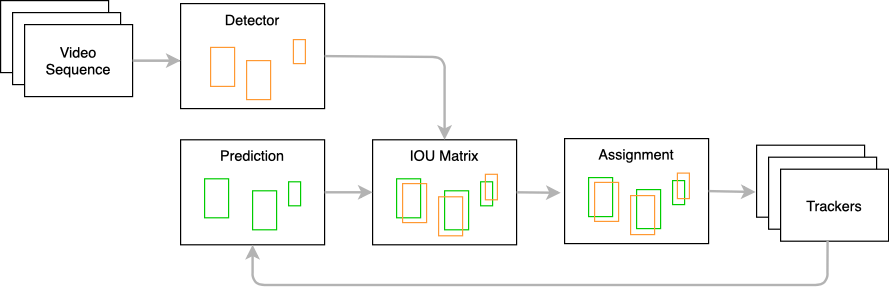 Video
Sequence
Detector
Prediction
IOU Matrix
Assignment
Trackers